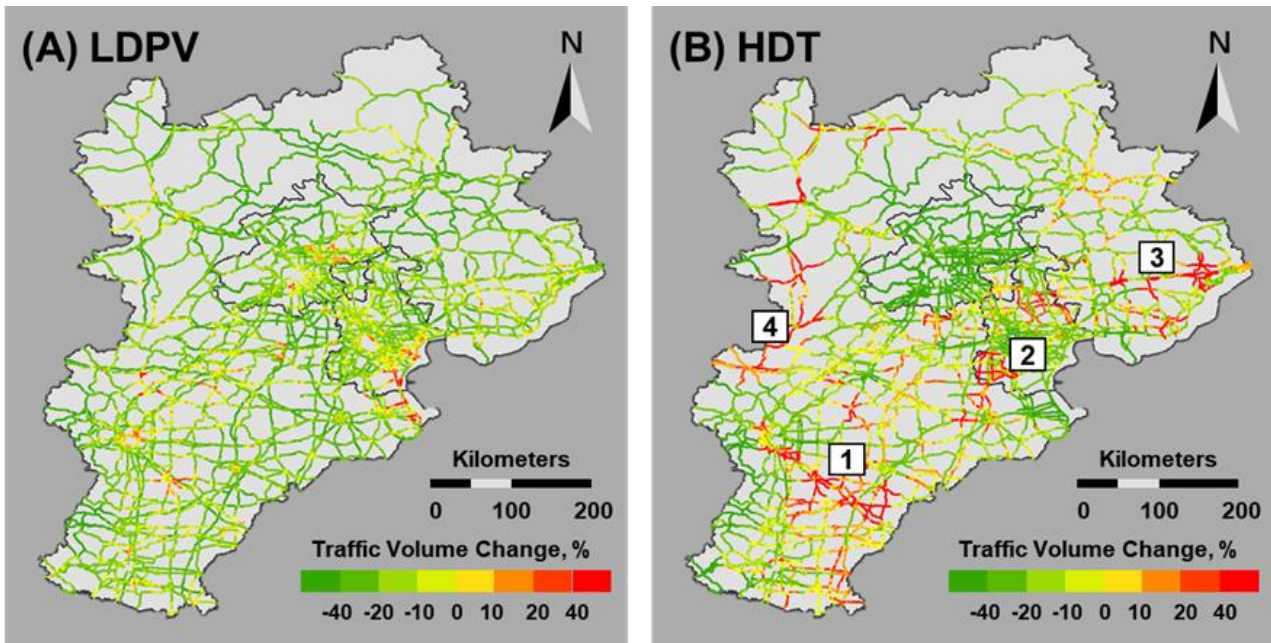 (A) LDPV
N
Kilometers
0 100 200
Traffic Volume Change, %
-40 -20 -10 0 10 20 40
(B) HDT
N
3
4
2
1
Kilometers
0 100 200
Traffic Volume Change, %
-40 -20 -10 0 10 20 40